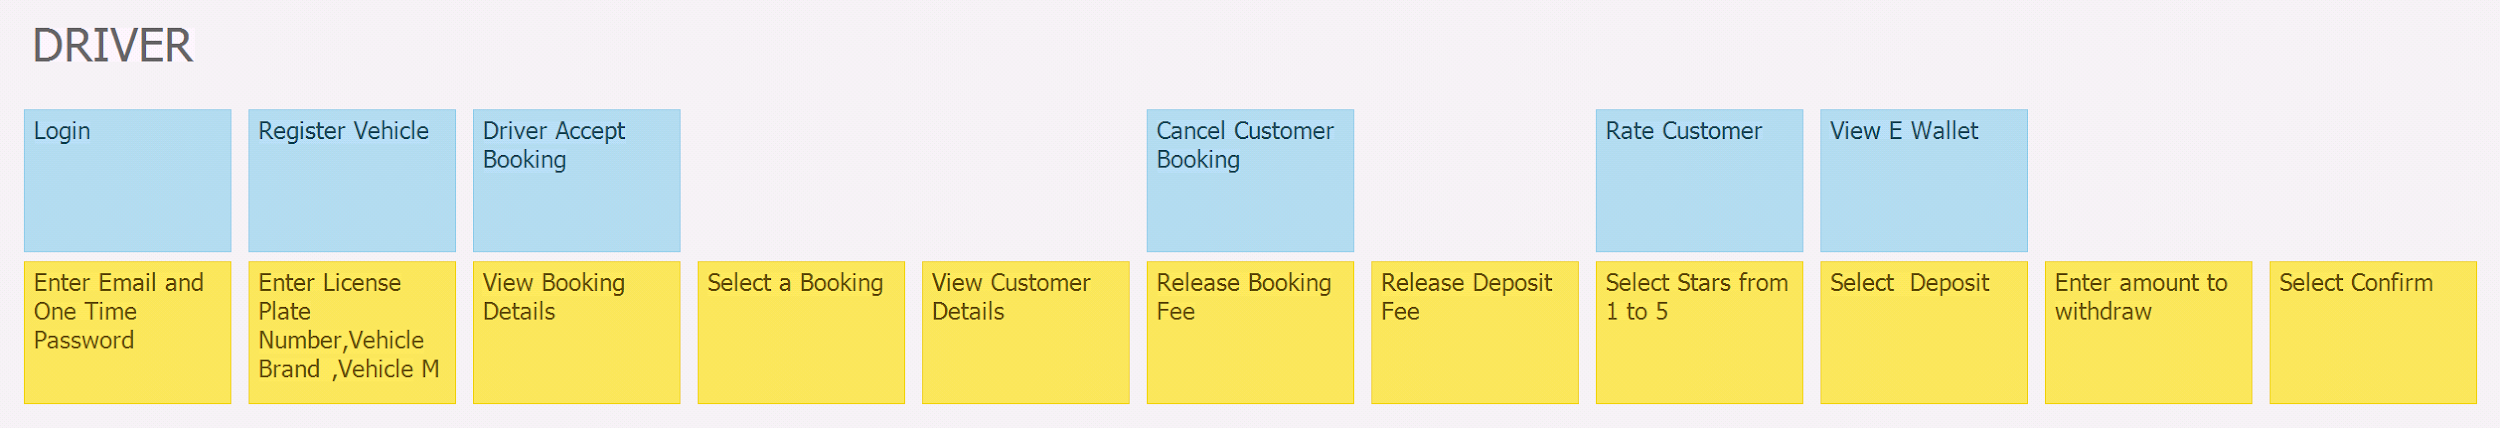 DRIVER
Login
Register Vehicle
Driver Accept
Booking
Cancel Customer
Booking
Rate Customer
View E Wallet
Enter Email and
One Time
Password
Enter License
Plate
Number,Vehicle
Brand ,Vehicle M
View Booking
Details
Select a Booking
View Customer
Details
Release Booking
Fee
Release Deposit
Fee
Select Stars from
1 to 5
Select  Deposit
Enter amount to
withdraw
Select Confirm